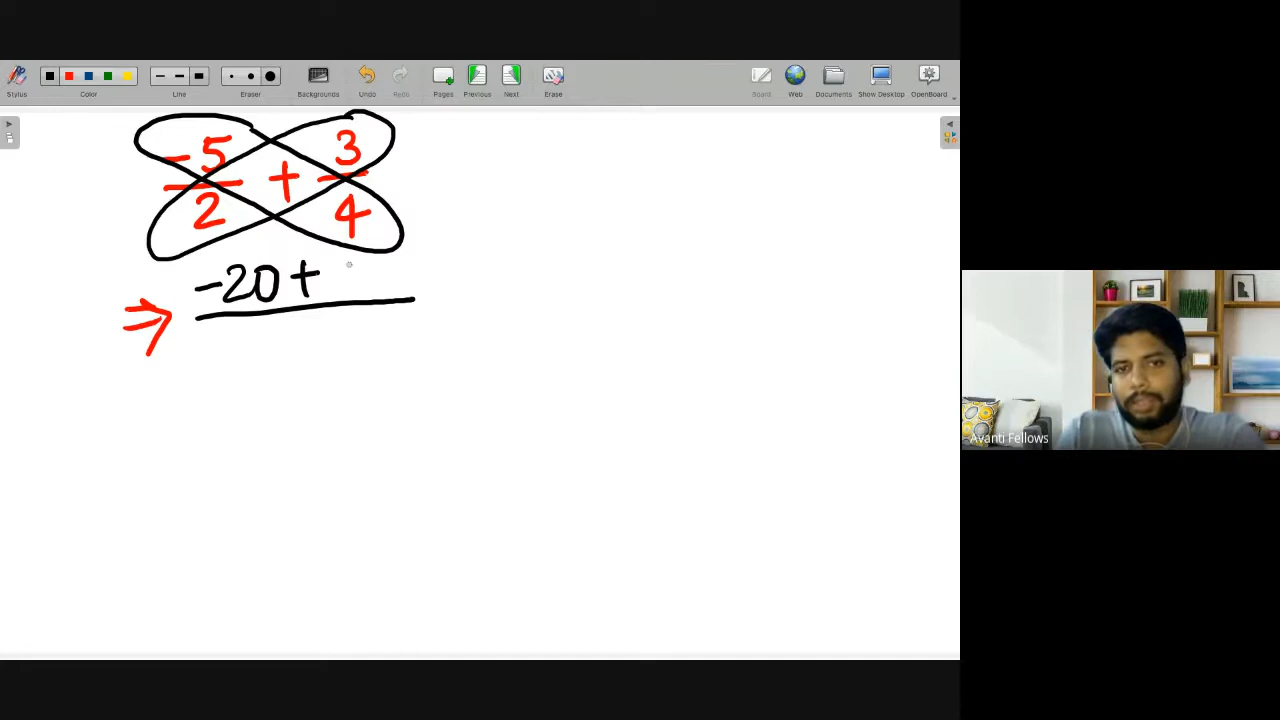 Stylus Color Line Eraser Backgrounds Undo Redo Pages Previous Next Erase Board Web Documents Show Desktop OpenBoard
-5/2 + 3/4
⇒ -20 +
Avanti Fellows